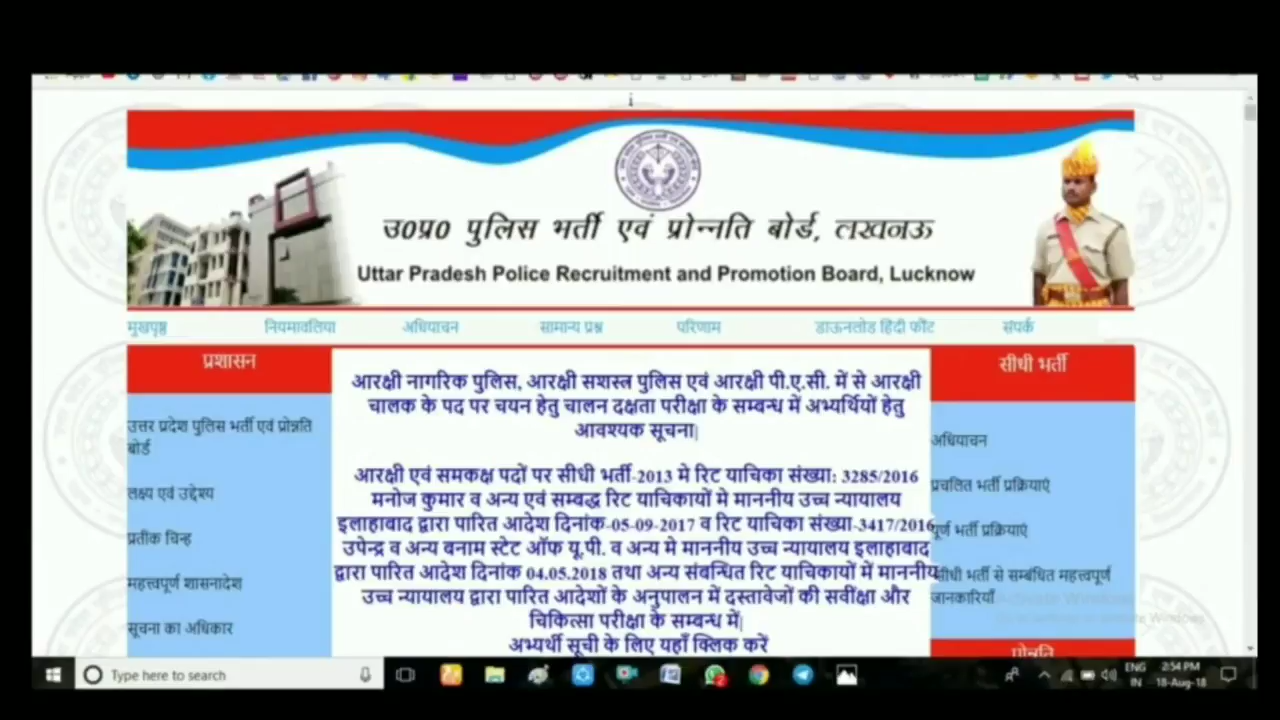 उ0प्र0 पुलिस भर्ती एवं प्रोन्नति बोर्ड, लखनऊ
Uttar Pradesh Police Recruitment and Promotion Board, Lucknow
मुखपृष्ठ नियमावलिया अधियाचन सामान्य प्रश्न परिणाम डाऊनलोड हिंदी फौंट संपर्क
प्रशासन
उत्तर प्रदेश पुलिस भर्ती एवं प्रोन्नति
बोर्ड
लक्ष्य एवं उद्देश्य
प्रतीक चिन्ह
महत्त्वपूर्ण शासनादेश
सूचना का अधिकार
आरक्षी नागरिक पुलिस, आरक्षी सशस्त्र पुलिस एवं आरक्षी पी.ए.सी. में से आरक्षी
चालक के पद पर चयन हेतु चालन दक्षता परीक्षा के सम्बन्ध में अभ्यर्थियों हेतु
आवश्यक सूचना|
आरक्षी एवं समकक्ष पदों पर सीधी भर्ती-2013 मे रिट याचिका संख्या: 3285/2016
मनोज कुमार व अन्य एवं सम्बद्ध रिट याचिकायों मे माननीय उच्च न्यायालय
इलाहाबाद द्वारा पारित आदेश दिनांक-05-09-2017 व रिट याचिका संख्या-3417/2016
उपेन्द्र व अन्य बनाम स्टेट ऑफ यू.पी. व अन्य मे माननीय उच्च न्यायालय इलाहाबाद
द्वारा पारित आदेश दिनांक 04.05.2018 तथा अन्य संबन्धित रिट याचिकायों में माननीय
उच्च न्यायालय द्वारा पारित आदेशों के अनुपालन में दस्तावेजों की सवींक्षा और
चिकित्सा परीक्षा के सम्बन्ध में|
अभ्यर्थी सूची के लिए यहाँ क्लिक करें
सीधी भर्ती
अधियाचन
प्रचलित भर्ती प्रक्रियाएं
पूर्ण भर्ती प्रक्रियाएं
सीधी भर्ती से सम्बंधित महत्त्वपूर्ण
जानकारियाँ
प्रोन्नति
Type here to search
ENG
IN
2:54 PM
18-Aug-18